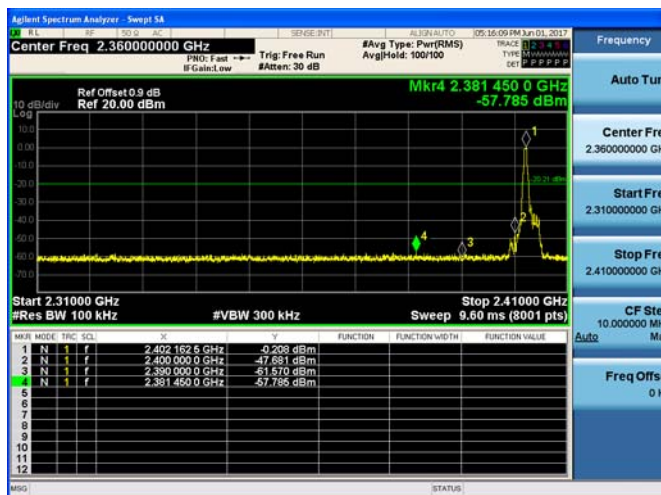 Agilent Spectrum Analyzer - Swept SA
RL RF 50 Ω AC SENSE:INT ALIGN AUTO 05:16:09 PM Jun 01, 2017
Center Freq 2.360000000 GHz
PNO: Fast
IFGain:Low
Trig: Free Run
#Atten: 30 dB
#Avg Type: Pwr(RMS)
Avg|Hold: 100/100
TRACE 1 2 3 4 5 6
TYPE M
DET P P P P P P
Ref Offset 0.9 dB
10 dB/div Ref 20.00 dBm
Log
Mkr4 2.381 450 0 GHz
-57.785 dBm
10.0
0.00
-10.0
-20.0
-30.0
-40.0
-50.0
-60.0
-70.0
1
-20.21 dBm
2
3
4
Start 2.31000 GHz Stop 2.41000 GHz
#Res BW 100 kHz #VBW 300 kHz Sweep 9.60 ms (8001 pts)
MKR MODE TRC SCL X Y FUNCTION FUNCTION WIDTH FUNCTION VALUE
1 N 1 f 2.402 162 5 GHz -0.208 dBm
2 N 1 f 2.400 000 0 GHz -47.681 dBm
3 N 1 f 2.390 000 0 GHz -61.570 dBm
4 N 1 f 2.381 450 0 GHz -57.785 dBm
5
6
7
8
9
10
11
12
MSG STATUS
Frequency
Auto Tun
Center Fre
2.360000000 GH
Start Fre
2.310000000 GH
Stop Fre
2.410000000 GH
CF Ste
10.000000 MH
Auto Ma
Freq Offse
0 H